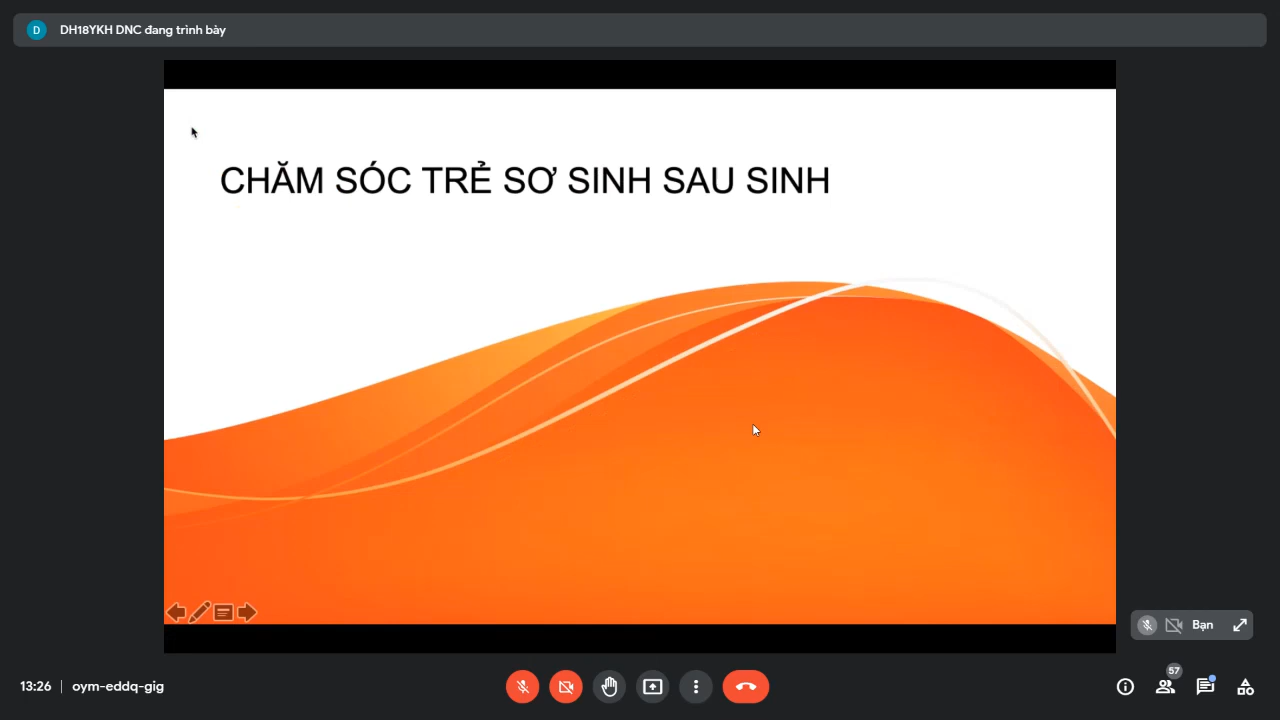 D
DH18YKH DNC đang trình bày
CHĂM SÓC TRẺ SƠ SINH SAU SINH
Bạn
13:26 | oym-eddq-gig
57